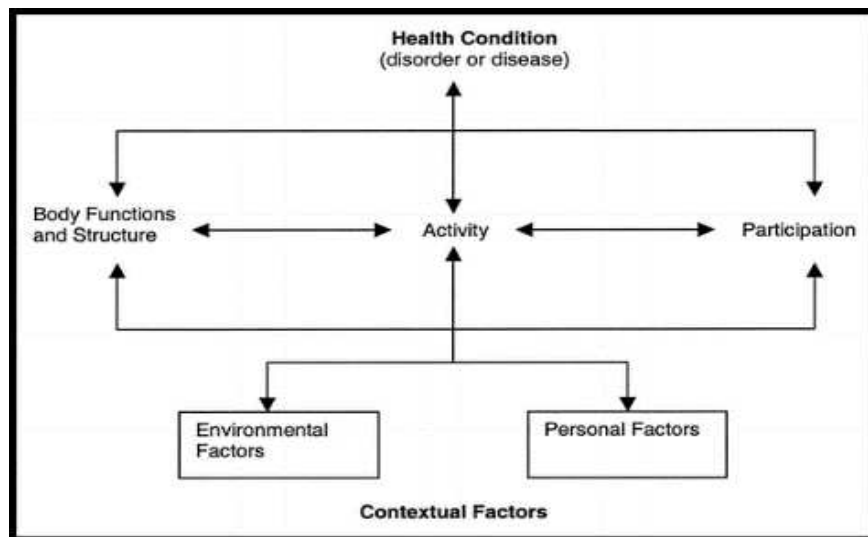 Health Condition
(disorder or disease)
Body Functions
and Structure
Activity
Participation
Environmental
Factors
Personal Factors
Contextual Factors